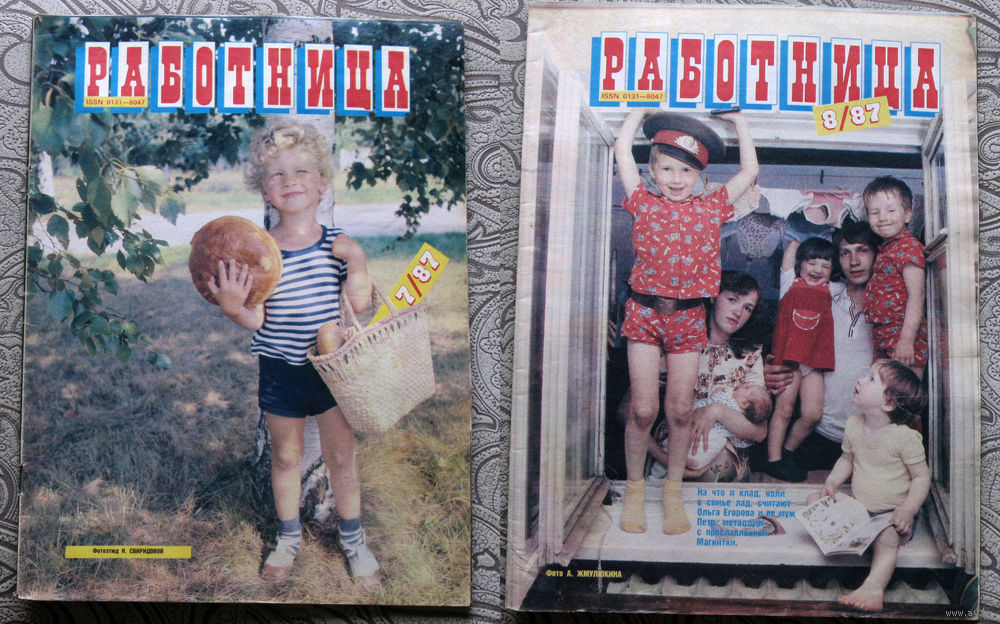 РАБОТНИЦА
ISSN 0131—8047
7/87
Фотоэтюд Н. СВИРИДОВОЙ
РАБОТНИЦА
ISSN 0131—8047
8/87
На что и клад, коли
в семье лад, считают
Ольга Егорова и ее муж
Петр, металлург
с прославленной
Магнитки.
Фото А. ЖМУЛЮКИНА